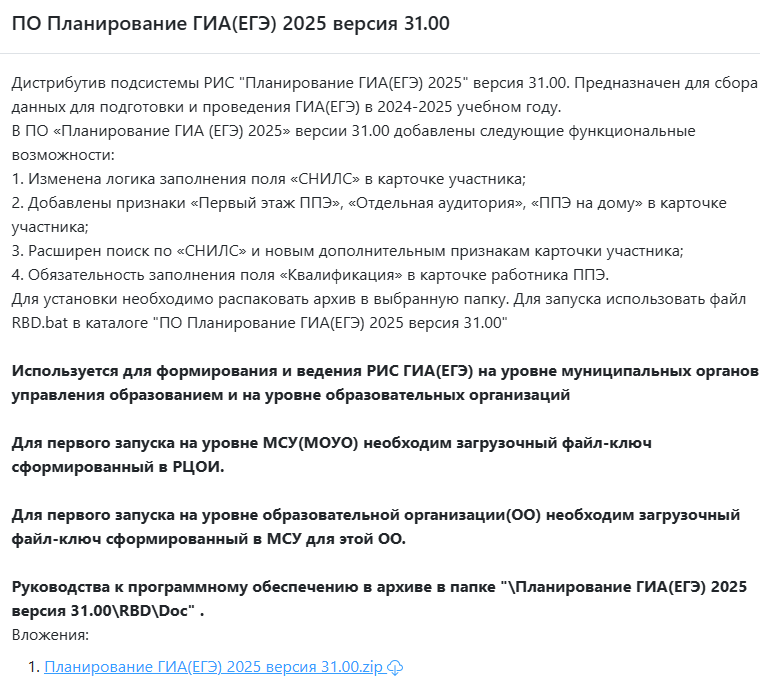 ПО Планирование ГИА(ЕГЭ) 2025 версия 31.00
Дистрибутив подсистемы РИС "Планирование ГИА(ЕГЭ) 2025" версия 31.00. Предназначен для сбора
данных для подготовки и проведения ГИА(ЕГЭ) в 2024-2025 учебном году.
В ПО «Планирование ГИА (ЕГЭ) 2025» версии 31.00 добавлены следующие функциональные
возможности:
1. Изменена логика заполнения поля «СНИЛС» в карточке участника;
2. Добавлены признаки «Первый этаж ППЭ», «Отдельная аудитория», «ППЭ на дому» в карточке
участника;
3. Расширен поиск по «СНИЛС» и новым дополнительным признакам карточки участника;
4. Обязательность заполнения поля «Квалификация» в карточке работника ППЭ.
Для установки необходимо распаковать архив в выбранную папку. Для запуска использовать файл
RBD.bat в каталоге "ПО Планирование ГИА(ЕГЭ) 2025 версия 31.00"
Используется для формирования и ведения РИС ГИА(ЕГЭ) на уровне муниципальных органов
управления образованием и на уровне образовательных организаций
Для первого запуска на уровне МСУ(МОУО) необходим загрузочный файл-ключ
сформированный в РЦОИ.
Для первого запуска на уровне образовательной организации(ОО) необходим загрузочный
файл-ключ сформированный в МСУ для этой ОО.
Руководства к программному обеспечению в архиве в папке "\Планирование ГИА(ЕГЭ) 2025
версия 31.00\RBD\Doc" .
Вложения:
1. Планирование ГИА(ЕГЭ) 2025 версия 31.00.zip